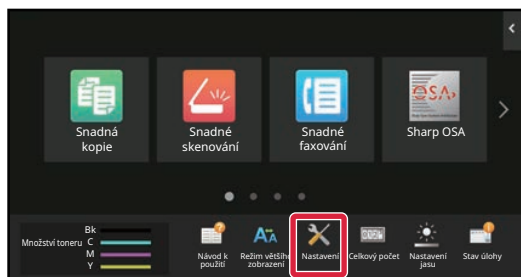 Snadná
kopie
Snadné
skenování
Snadné
faxování
OSA
Sharp OSA
Množství toneru
Bk
C
M
Y
Návod k
použití
Režim většího
zobrazení
Nastavení
Celkový počet
Nastavení
jasu
Stav úlohy